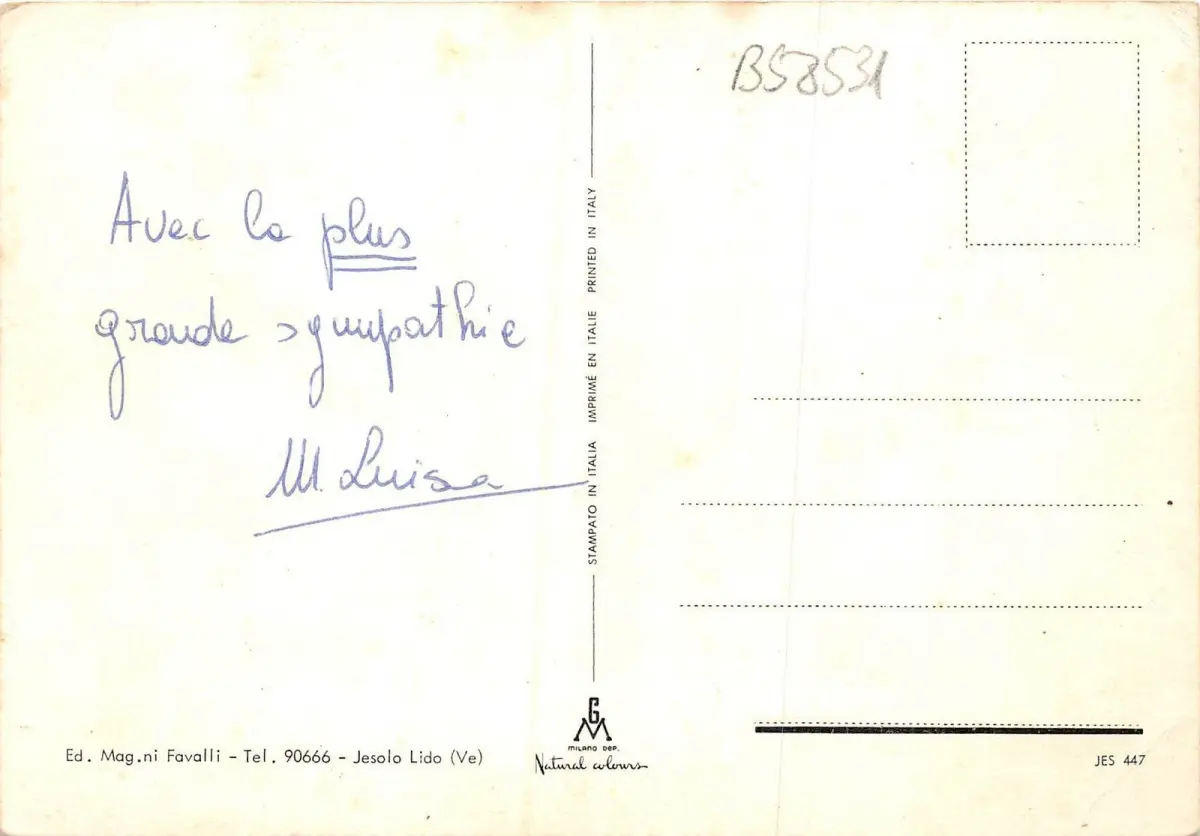 B58531
Avec la plus
grande sympathie
M. Luisa
STAMPATO IN ITALIA IMPRIMÉ EN ITALIE PRINTED IN ITALY
GM
MILANO DEP.
Natural colours
Ed. Mag.ni Favalli - Tel. 90666 - Jesolo Lido (Ve)
JES 447